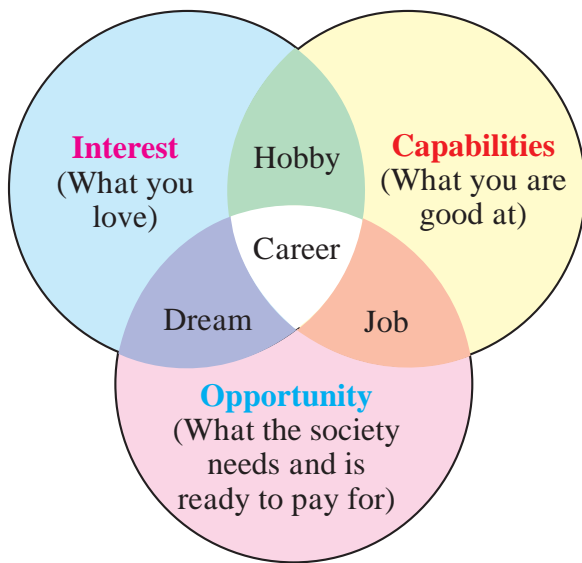 Interest
(What you
love)
Hobby
Capabilities
(What you are
good at)
Career
Dream
Job
Opportunity
(What the society
needs and is
ready to pay for)